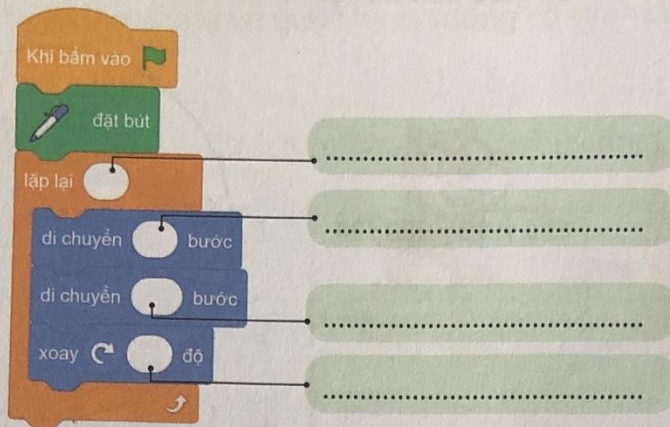 Khi bấm vào
đặt bút
lặp lại
di chuyển bước
di chuyển bước
xoay độ